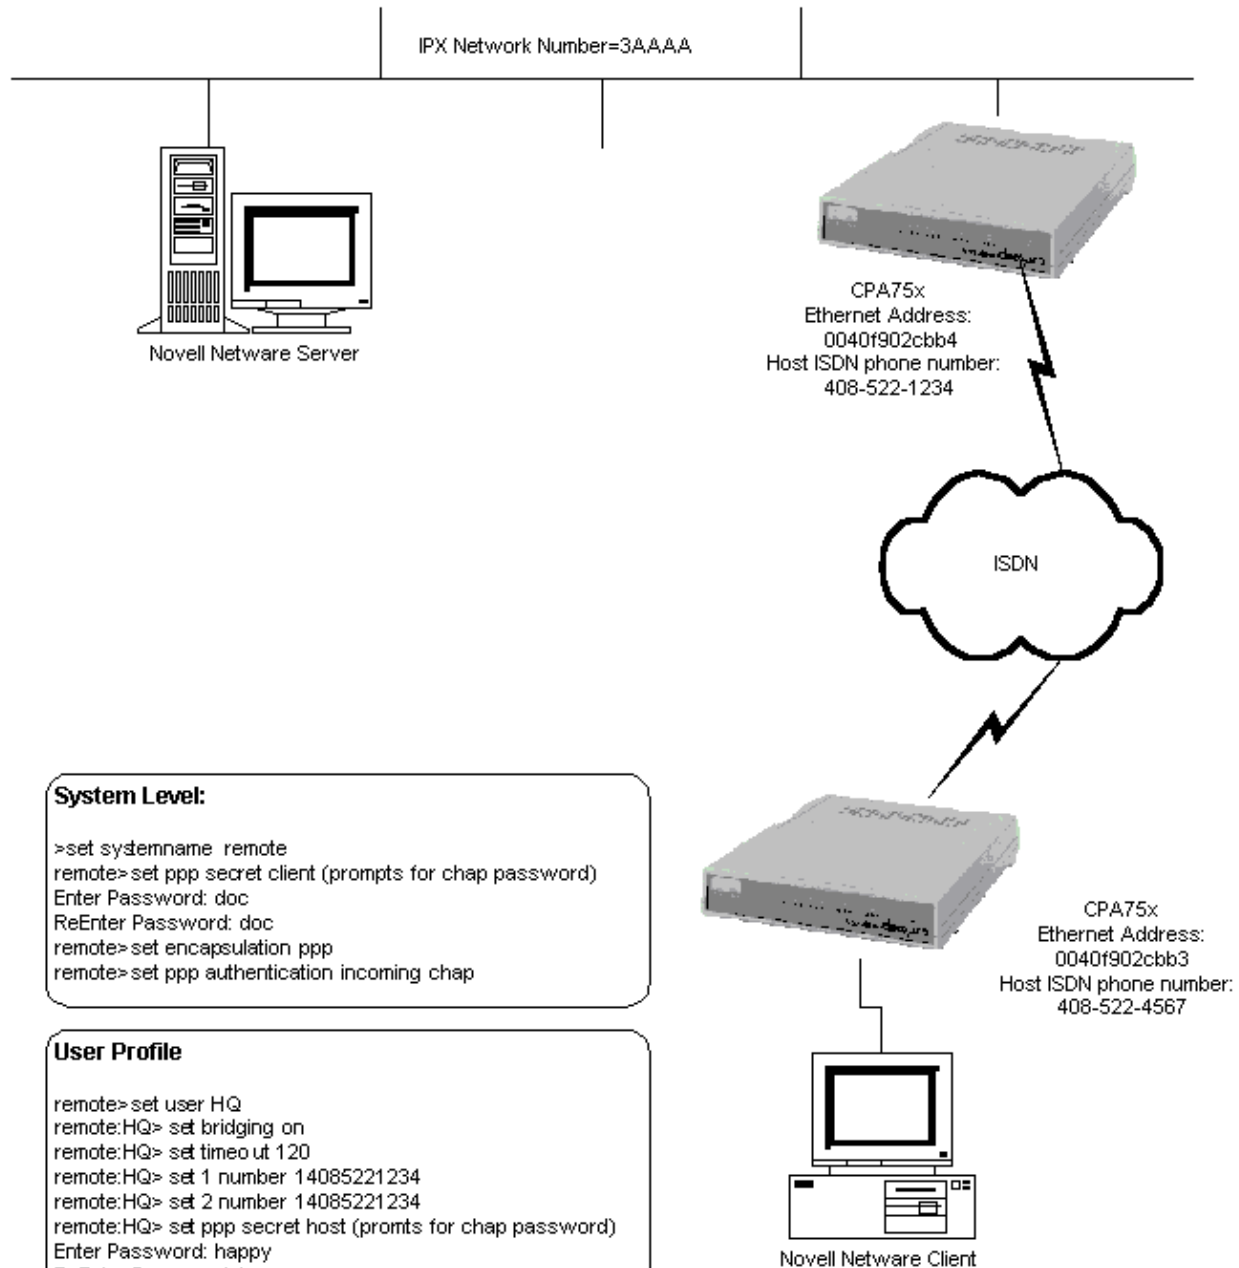 IPX Network Number=3AAAA
Novell Netware Server
CPA75x
Ethernet Address:
0040f902cbb4
Host ISDN phone number:
408-522-1234
ISDN
System Level:
>set systemname remote
remote>set ppp secret client (prompts for chap password)
Enter Password: doc
ReEnter Password: doc
remote>set encapsulation ppp
remote>set ppp authentication incoming chap
CPA75x
Ethernet Address:
0040f902cbb3
Host ISDN phone number:
408-522-4567
User Profile
remote>set user HQ
remote:HQ> set bridging on
remote:HQ> set timeo ut 120
remote:HQ> set 1 number 14085221234
remote:HQ> set 2 number 14085221234
remote:HQ> set ppp secret host (promts for chap password)
Enter Password: happy
Novell Netware Client